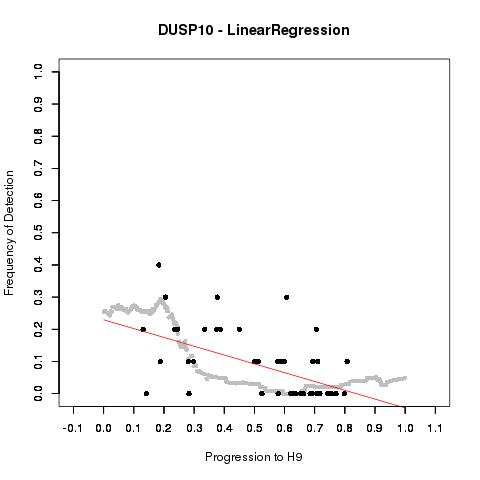 DUSP10 - LinearRegression
Frequency of Detection
1.0
0.9
0.8
0.7
0.6
0.5
0.4
0.3
0.2
0.1
0.0
-0.1 0.0 0.1 0.2 0.3 0.4 0.5 0.6 0.7 0.8 0.9 1.0 1.1
Progression to H9